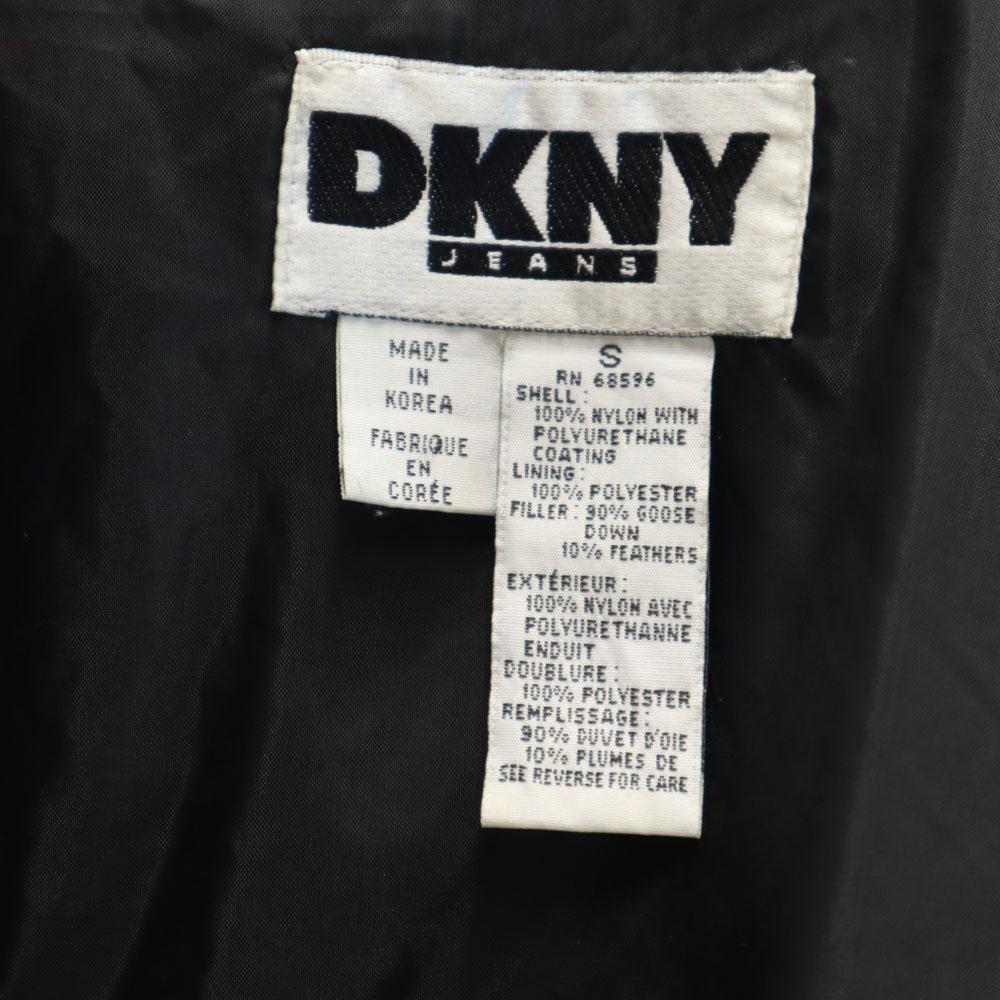 DKNY
JEANS
MADE
IN
KOREA
FABRIQUE
EN
CORÉE
S
RN 68596
SHELL:
100% NYLON WITH
POLYURETHANE
COATING
LINING:
100% POLYESTER
FILLER: 90% GOOSE
DOWN
10% FEATHERS
EXTÉRIEUR:
100% NYLON AVEC
POLYURETHANNE
ENDUIT
DOUBLURE:
100% POLYESTER
REMPLISSAGE:
90% DUVET D'OIE
10% PLUMES DE
SEE REVERSE FOR CARE